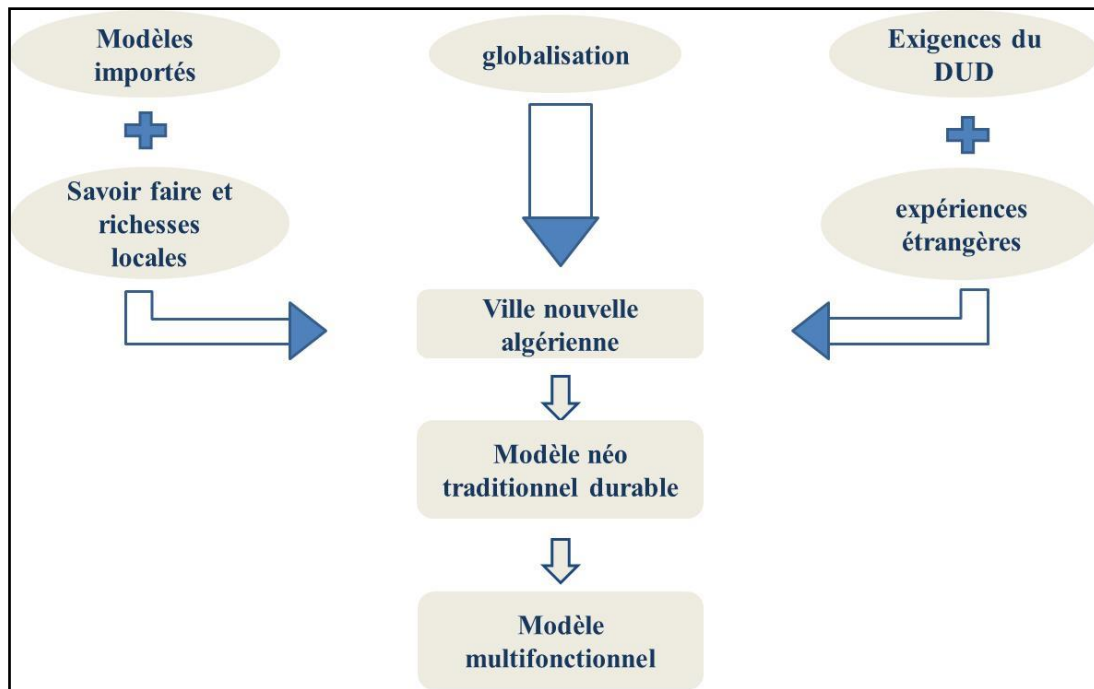 Modèles
importés
globalisation
Exigences du
DUD
Savoir faire et
richesses
locales
expériences
étrangères
Ville nouvelle
algérienne
Modèle néo
traditionnel durable
Modèle
multifonctionnel